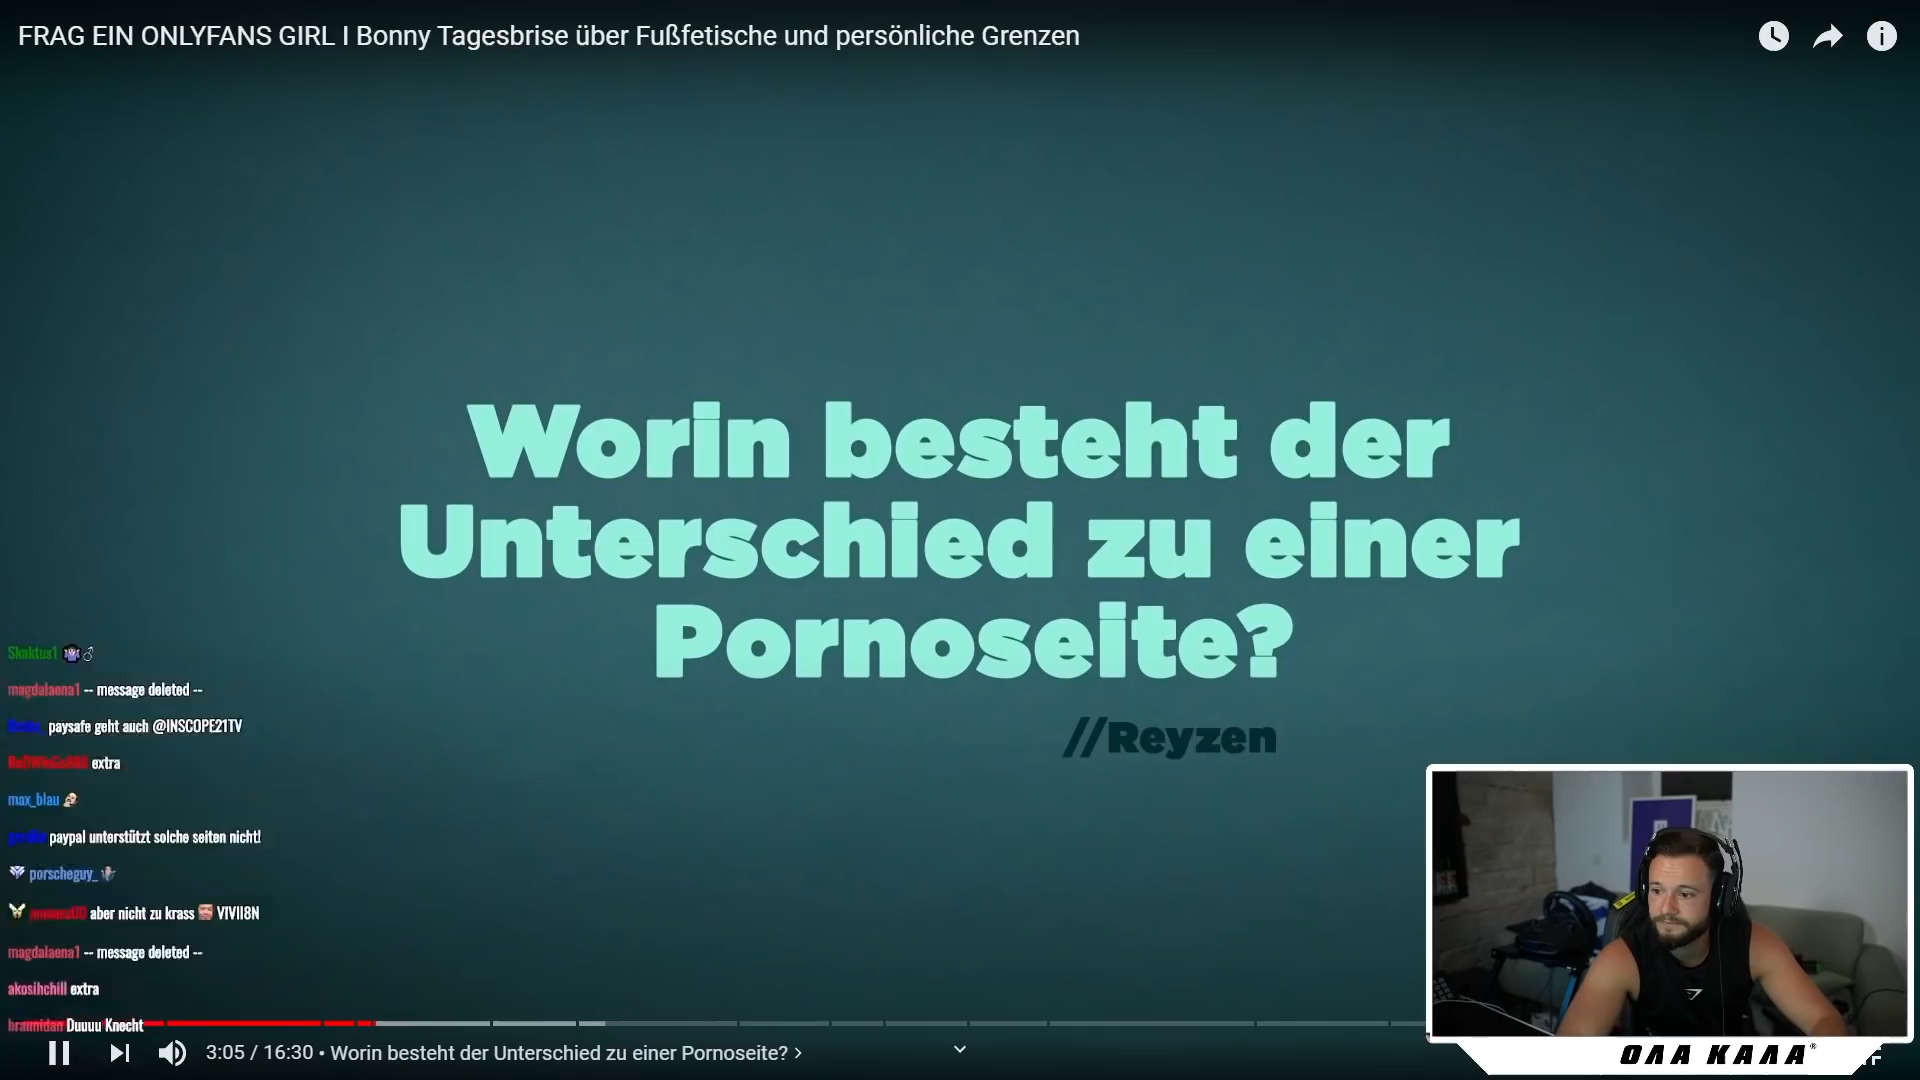 FRAG EIN ONLYFANS GIRL I Bonny Tagesbrise über Fußfetische und persönliche Grenzen
Worin besteht der
Unterschied zu einer
Pornoseite?
//Reyzen
Skaktus1
magdalaena1 -- message deleted --
paysafe geht auch @INSCOPE21TV
extra
max_blau
paypal unterstützt solche seiten nicht!
porscheguy_
aber nicht zu krass VIVII8N
magdalaena1 -- message deleted --
akosihchill extra
Duuuu Knecht
3:05 / 16:30 • Worin besteht der Unterschied zu einer Pornoseite?
ΟΛΑ ΚΑΛΑ®